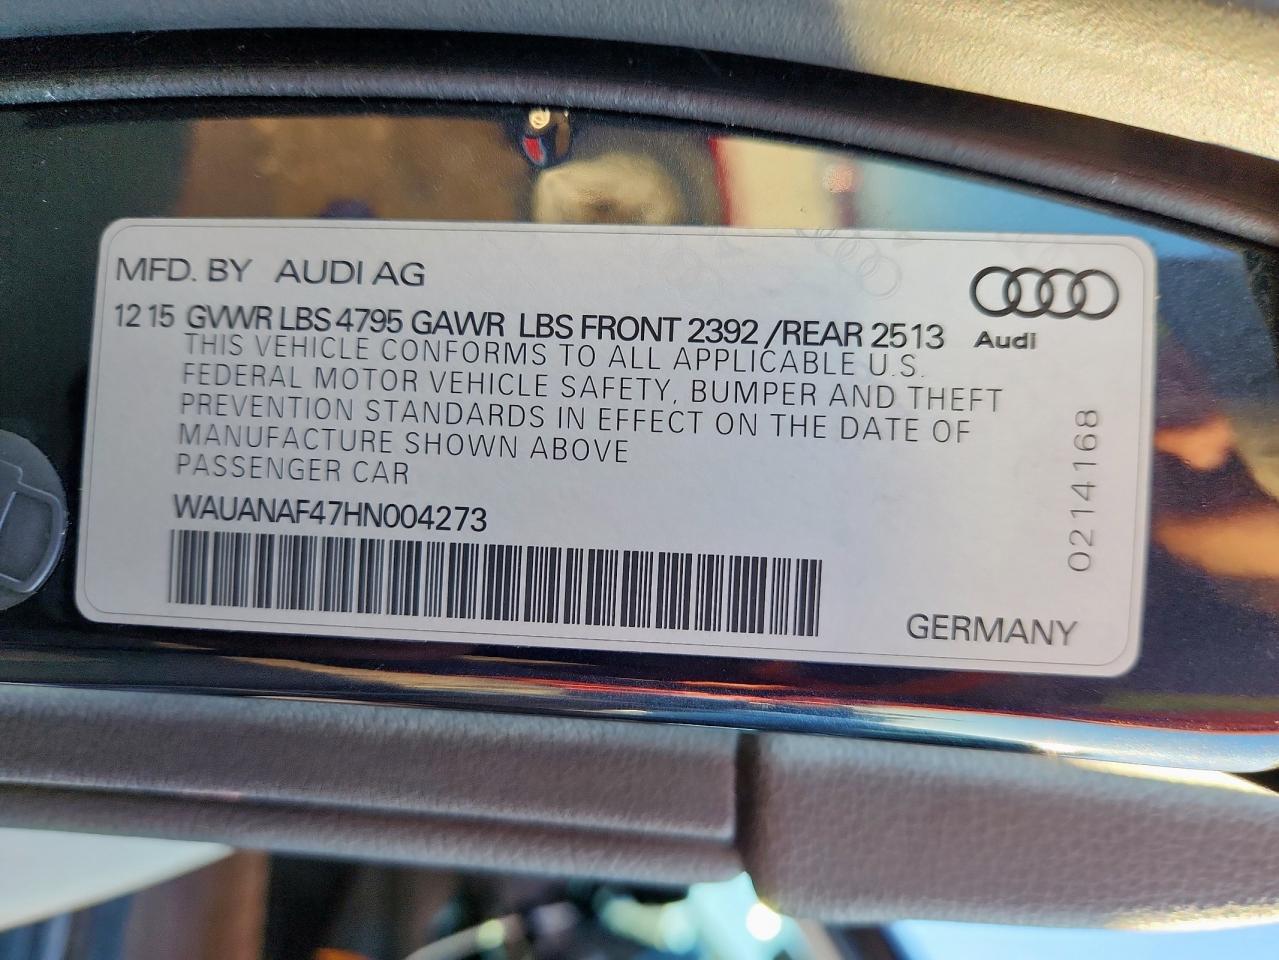 MFD. BY AUDI AG
12 15 GVWR LBS 4795 GAWR LBS FRONT 2392 /REAR 2513
Audi
THIS VEHICLE CONFORMS TO ALL APPLICABLE U.S.
FEDERAL MOTOR VEHICLE SAFETY, BUMPER AND THEFT
PREVENTION STANDARDS IN EFFECT ON THE DATE OF
MANUFACTURE SHOWN ABOVE
PASSENGER CAR
WAUANAF47HN004273
0214168
GERMANY